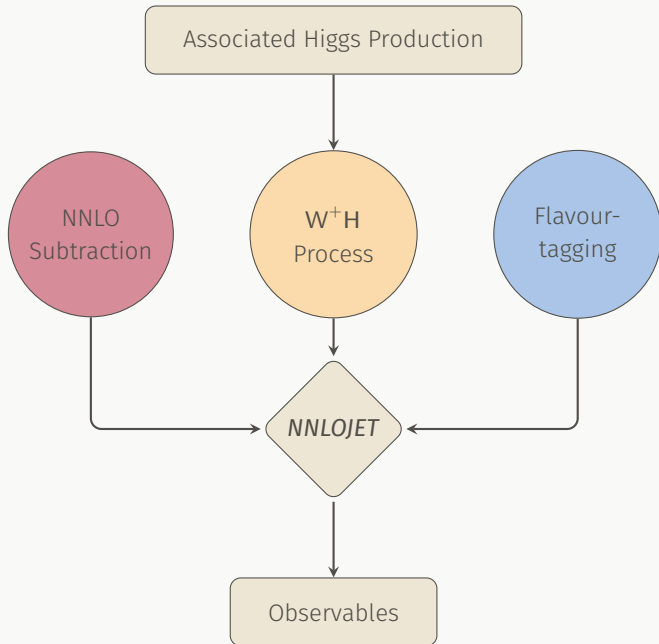 Associated Higgs Production
NNLO
Subtraction
W⁺H
Process
Flavour-
tagging
NNLOJET
Observables